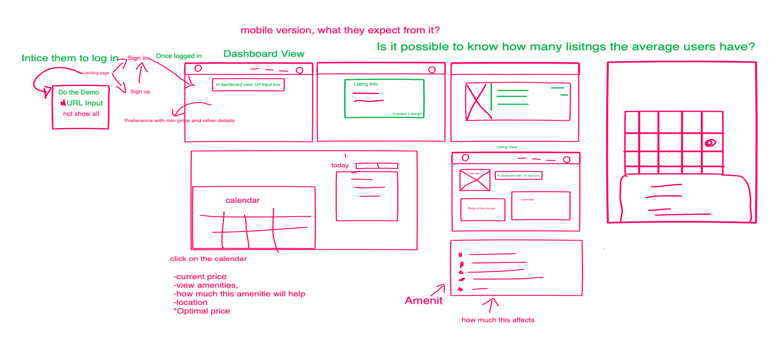 mobile version, what they expect from it?
Is it possible to know how many lisitngs the average users have?
Intice them to log in
Sign in
Once logged in
Dashboard View
Landing page
Sign up
Do the Demo
URL Input
not show all
In dashboard view: Url input box
Preferance with min price and other details
Listing Info
Confirm Listing?
Listing View
In dashboard view: Url input box
Stats of the house
Calendar
today
calendar
click on the calendar
-current price
-view amenities,
-how much this amenitie will help
-location
*Optimal price
Amenit
how much this affects